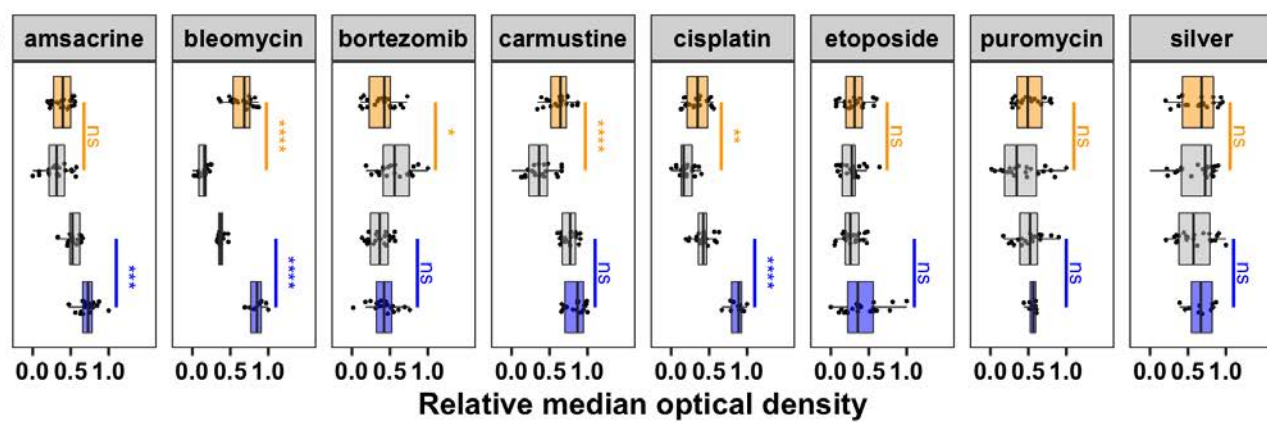 amsacrine bleomycin bortezomib carmustine cisplatin etoposide puromycin silver
ns **** * **** ** ns ns ns
*** **** ns ns **** ns ns ns
0.0 0.5 1.0 0.0 0.5 1.0 0.0 0.5 1.0 0.0 0.5 1.0 0.0 0.5 1.0 0.0 0.5 1.0 0.0 0.5 1.0 0.0 0.5 1.0
Relative median optical density